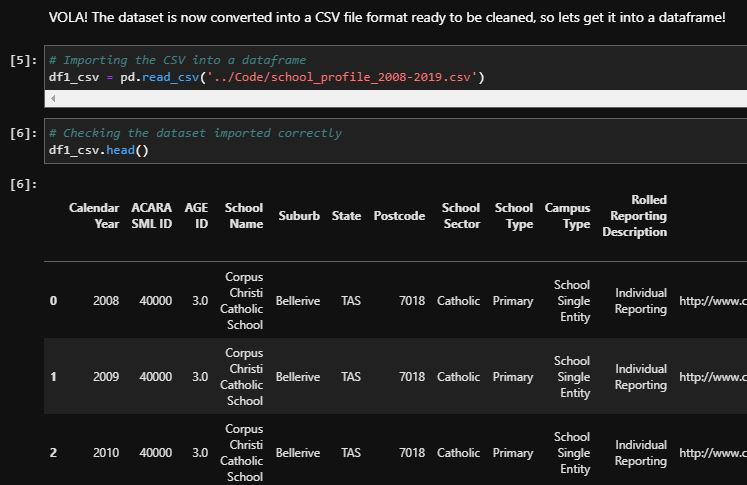 VOLA! The dataset is now converted into a CSV file format ready to be cleaned, so lets get it into a dataframe!
[5]: # Importing the CSV into a dataframe
df1_csv = pd.read_csv('../Code/school_profile_2008-2019.csv')
[6]: # Checking the dataset imported correctly
df1_csv.head()
[6]:
Calendar Year ACARA SML ID AGE ID School Name Suburb State Postcode School Sector School Type Campus Type Rolled Reporting Description
0 2008 40000 3.0 Corpus Christi Catholic School Bellerive TAS 7018 Catholic Primary School Single Entity Individual Reporting http://www.c
1 2009 40000 3.0 Corpus Christi Catholic School Bellerive TAS 7018 Catholic Primary School Single Entity Individual Reporting http://www.c
2 2010 40000 3.0 Corpus Christi Catholic School Bellerive TAS 7018 Catholic Primary School Single Entity Individual Reporting http://www.c